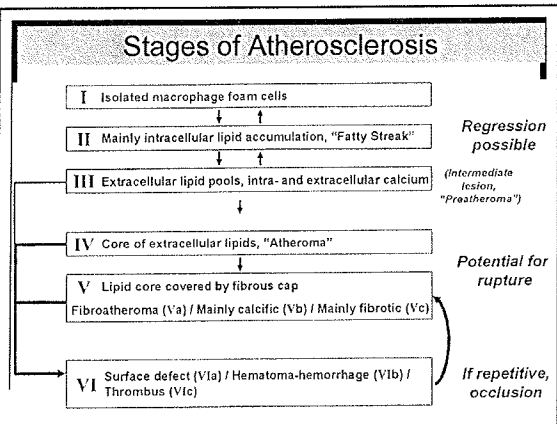 Stages of Atherosclerosis
I Isolated macrophage foam cells
II Mainly intracellular lipid accumulation, "Fatty Streak"
Regression
possible
III Extracellular lipid pools, intra- and extracellular calcium
(Intermediate
lesion,
"Preatheroma")
IV Core of extracellular lipids, "Atheroma"
V Lipid core covered by fibrous cap
Fibroatheroma (Va) / Mainly calcific (Vb) / Mainly fibrotic (Vc)
Potential for
rupture
VI Surface defect (VIa) / Hematoma-hemorrhage (VIb) /
Thrombus (VIc)
If repetitive,
occlusion